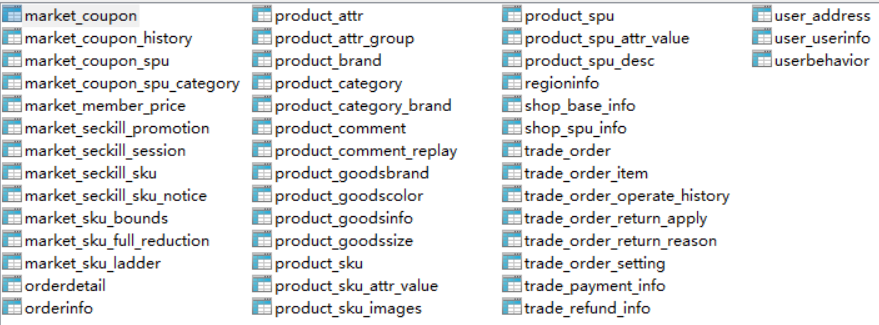 market_coupon
market_coupon_history
market_coupon_spu
market_coupon_spu_category
market_member_price
market_seckill_promotion
market_seckill_session
market_seckill_sku
market_seckill_sku_notice
market_sku_bounds
market_sku_full_reduction
market_sku_ladder
orderdetail
orderinfo
product_attr
product_attr_group
product_brand
product_category
product_category_brand
product_comment
product_comment_replay
product_goodsbrand
product_goodscolor
product_goodsinfo
product_goodssize
product_sku
product_sku_attr_value
product_sku_images
product_spu
product_spu_attr_value
product_spu_desc
regioninfo
shop_base_info
shop_spu_info
trade_order
trade_order_item
trade_order_operate_history
trade_order_return_apply
trade_order_return_reason
trade_order_setting
trade_payment_info
trade_refund_info
user_address
user_userinfo
userbehavior